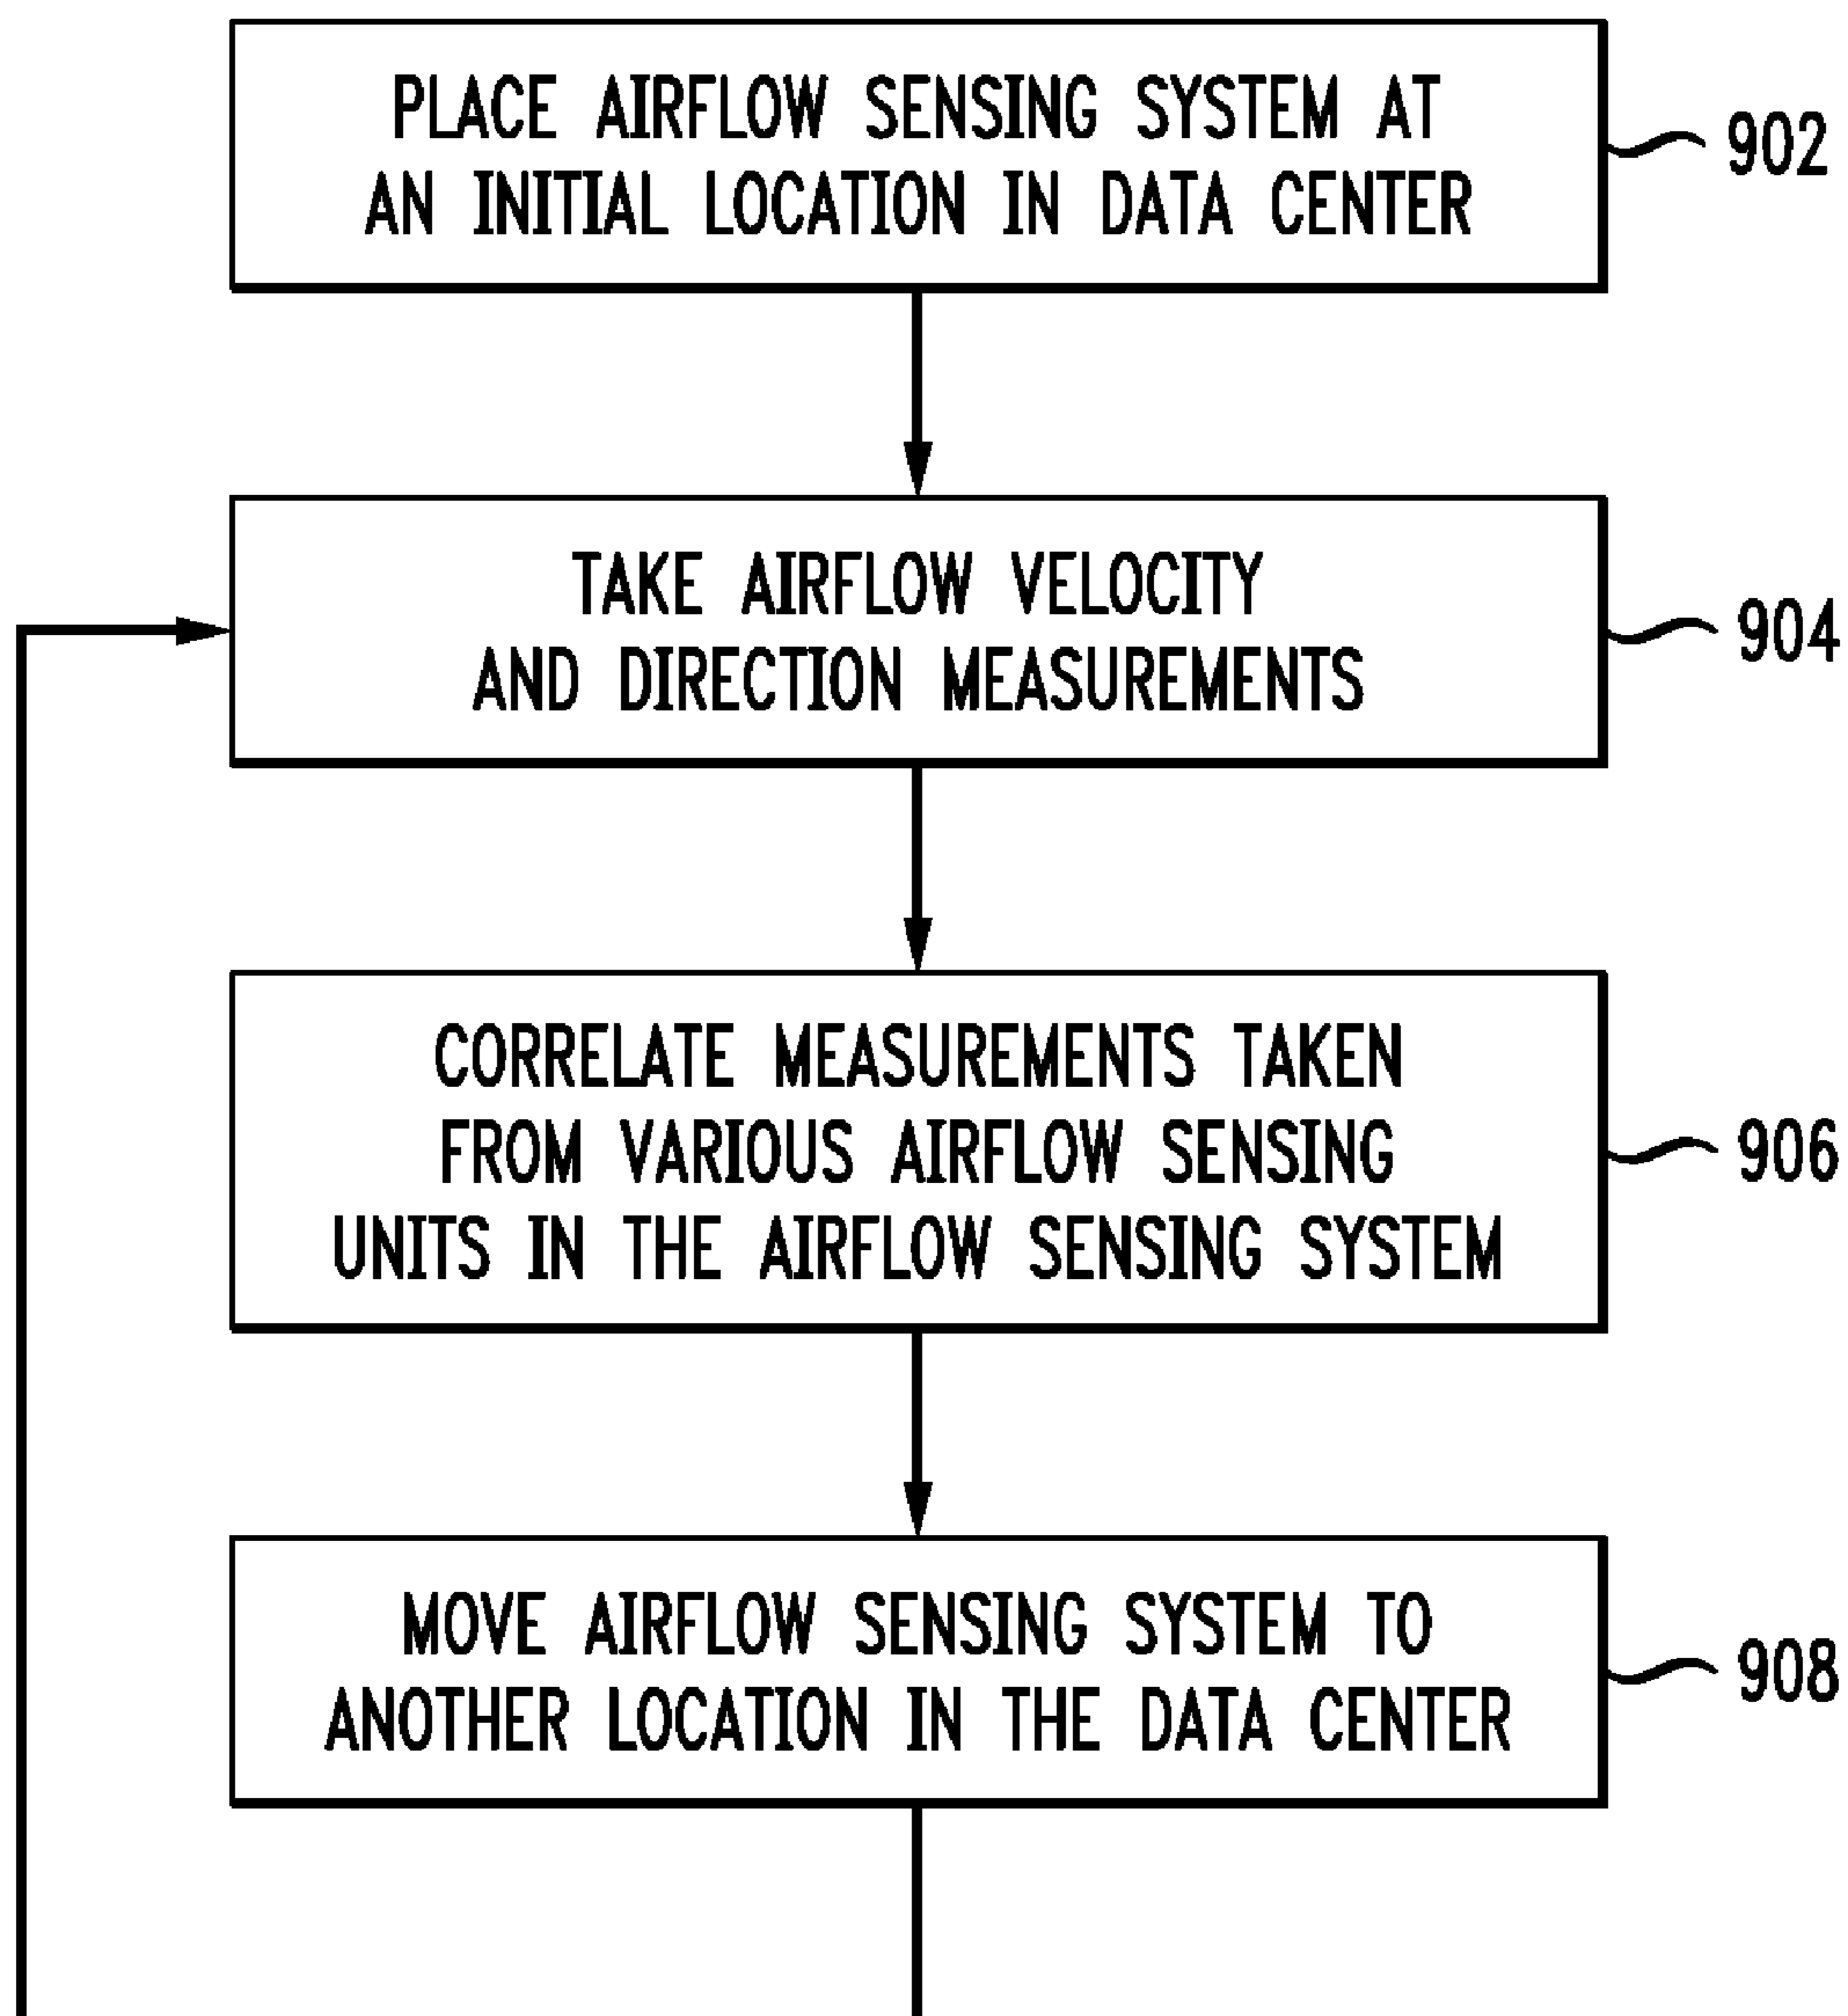 PLACE AIRFLOW SENSING SYSTEM AT
AN INITIAL LOCATION IN DATA CENTER
902
TAKE AIRFLOW VELOCITY
AND DIRECTION MEASUREMENTS
904
CORRELATE MEASUREMENTS TAKEN
FROM VARIOUS AIRFLOW SENSING
UNITS IN THE AIRFLOW SENSING SYSTEM
906
MOVE AIRFLOW SENSING SYSTEM TO
ANOTHER LOCATION IN THE DATA CENTER
908